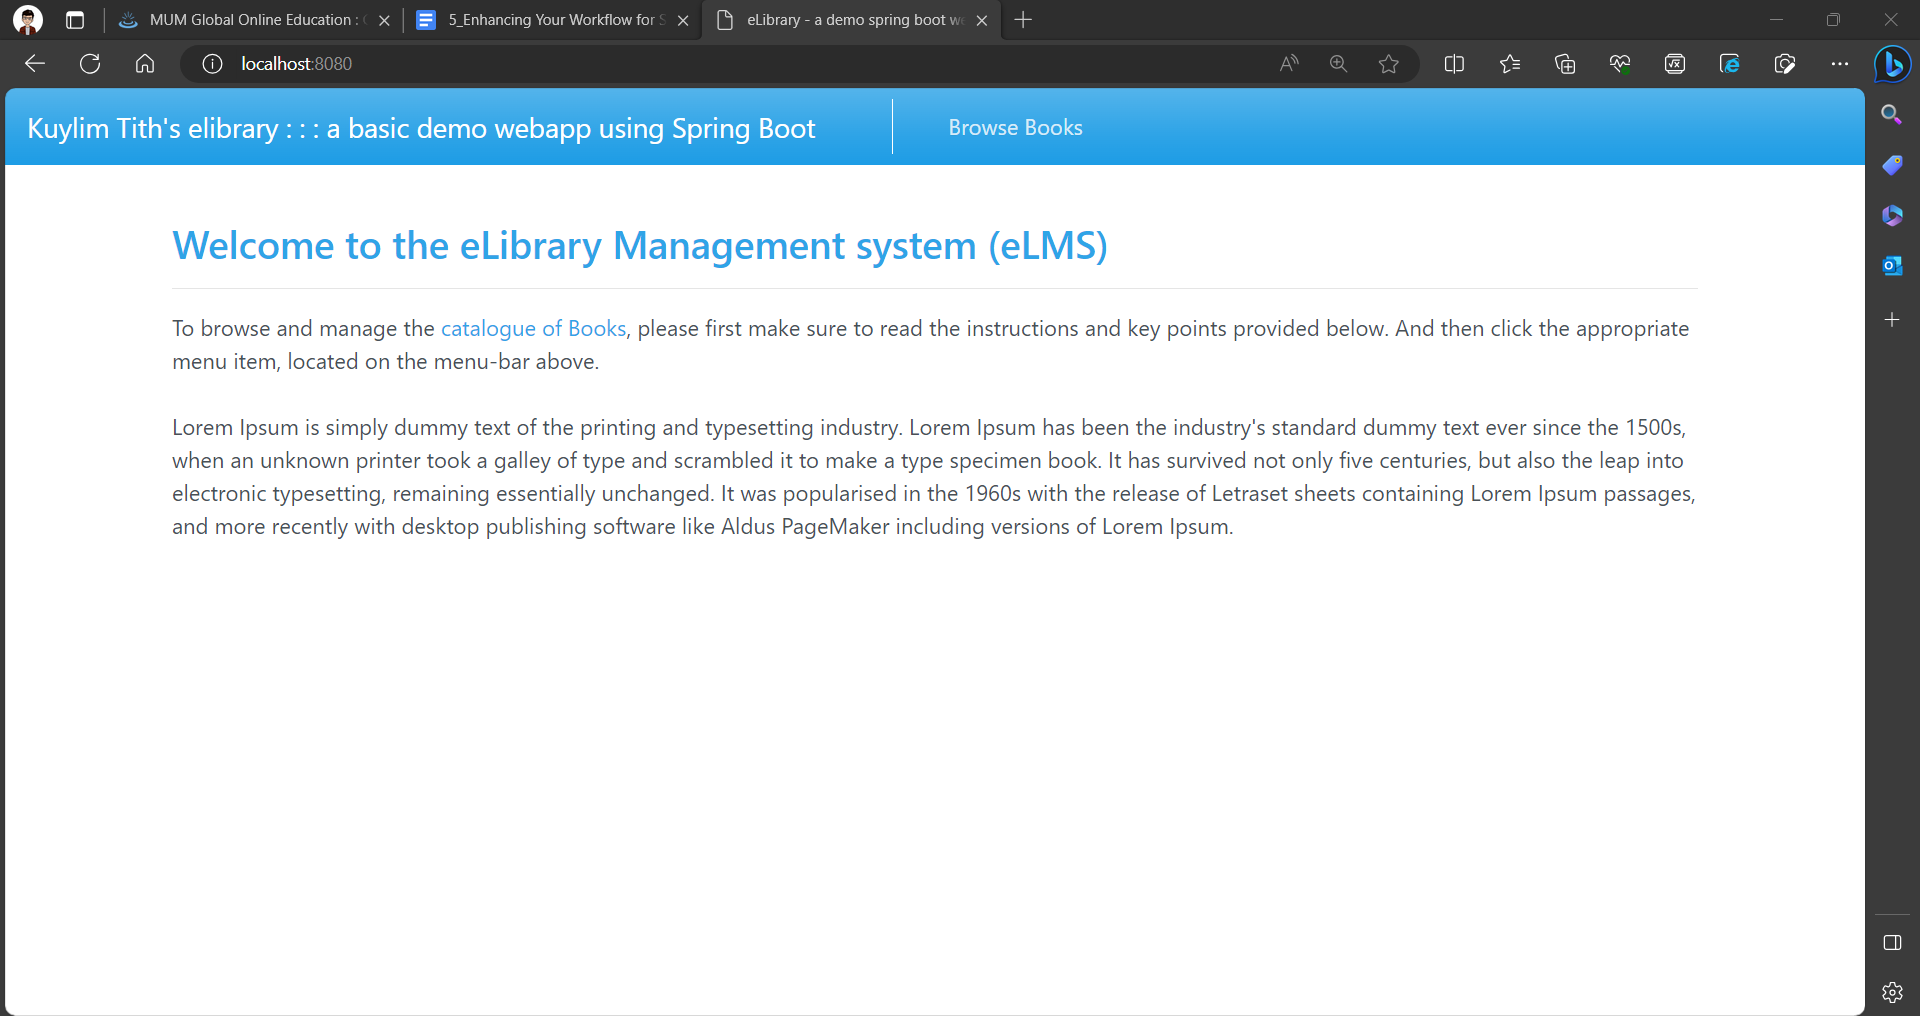 MUM Global Online Education :
5_Enhancing Your Workflow for
eLibrary - a demo spring boot
localhost:8080
Kuylim Tith's elibrary : : : a basic demo webapp using Spring Boot
Browse Books
Welcome to the eLibrary Management system (eLMS)
To browse and manage the catalogue of Books, please first make sure to read the instructions and key points provided below. And then click the appropriate
menu item, located on the menu-bar above.
Lorem Ipsum is simply dummy text of the printing and typesetting industry. Lorem Ipsum has been the industry's standard dummy text ever since the 1500s,
when an unknown printer took a galley of type and scrambled it to make a type specimen book. It has survived not only five centuries, but also the leap into
electronic typesetting, remaining essentially unchanged. It was popularised in the 1960s with the release of Letraset sheets containing Lorem Ipsum passages,
and more recently with desktop publishing software like Aldus PageMaker including versions of Lorem Ipsum.